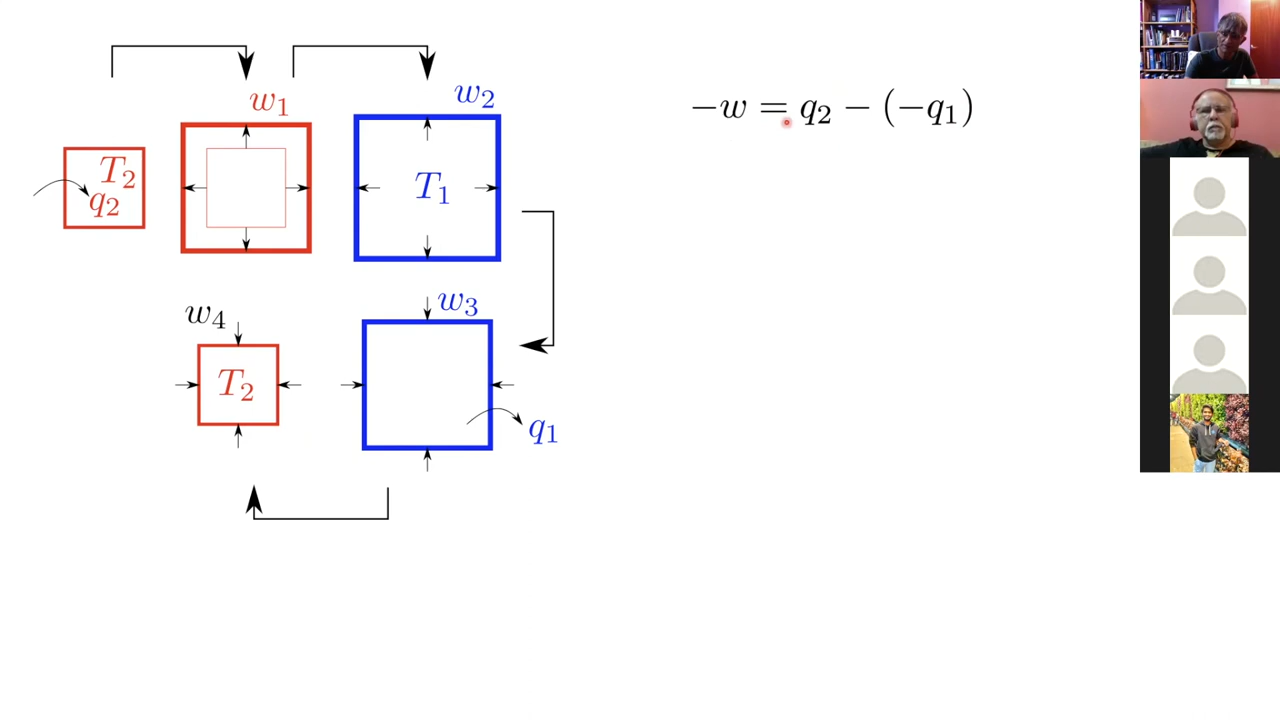 w₁
w₂
−w = q₂ − (−q₁)
T₂
q₂
T₁
w₄
w₃
T₂
q₁